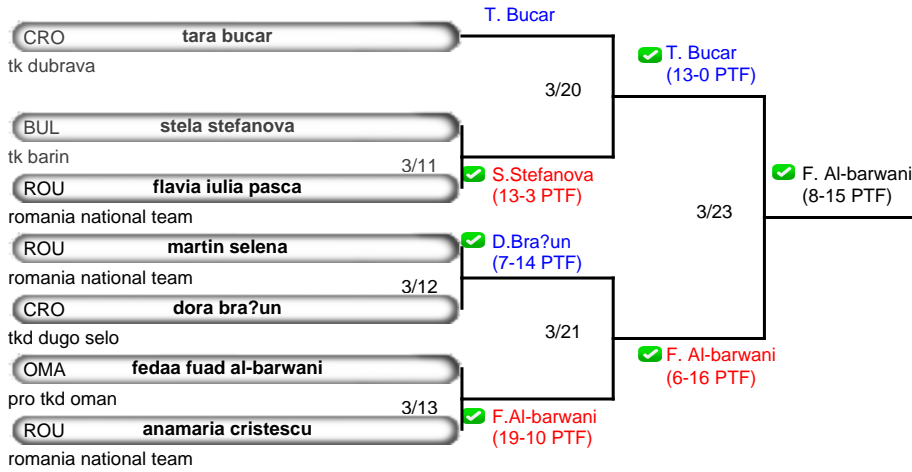 T. Bucar
CRO tara bucar
tk dubrava
T. Bucar
(13-0 PTF)
3/20
BUL stela stefanova
tk barin
3/11
S.Stefanova
(13-3 PTF)
ROU flavia iulia pasca
romania national team
F. Al-barwani
(8-15 PTF)
3/23
ROU martin selena
romania national team
D.Bra?un
(7-14 PTF)
3/12
CRO dora bra?un
tkd dugo selo
3/21
OMA fedaa fuad al-barwani
pro tkd oman
F. Al-barwani
(6-16 PTF)
3/13
F.Al-barwani
(19-10 PTF)
ROU anamaria cristescu
romania national team